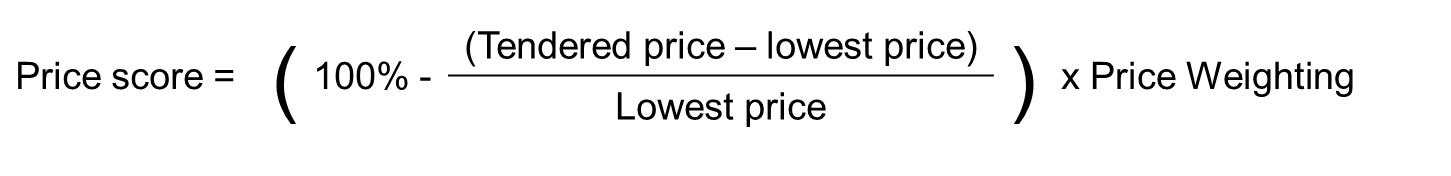 (Tendered price – lowest price)
Price score = ( 100% - ) x Price Weighting
Lowest price